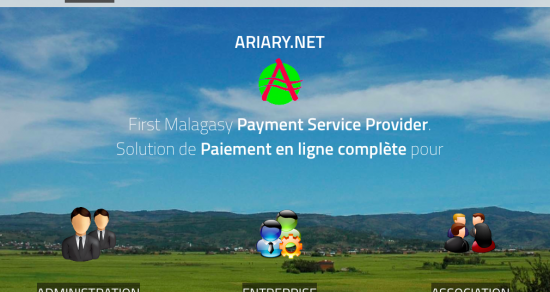 ARIARY.NET
First Malagasy Payment Service Provider.
Solution de Paiement en ligne complète pour
ADMINISTRATION ENTREPRISE ASSOCIATION